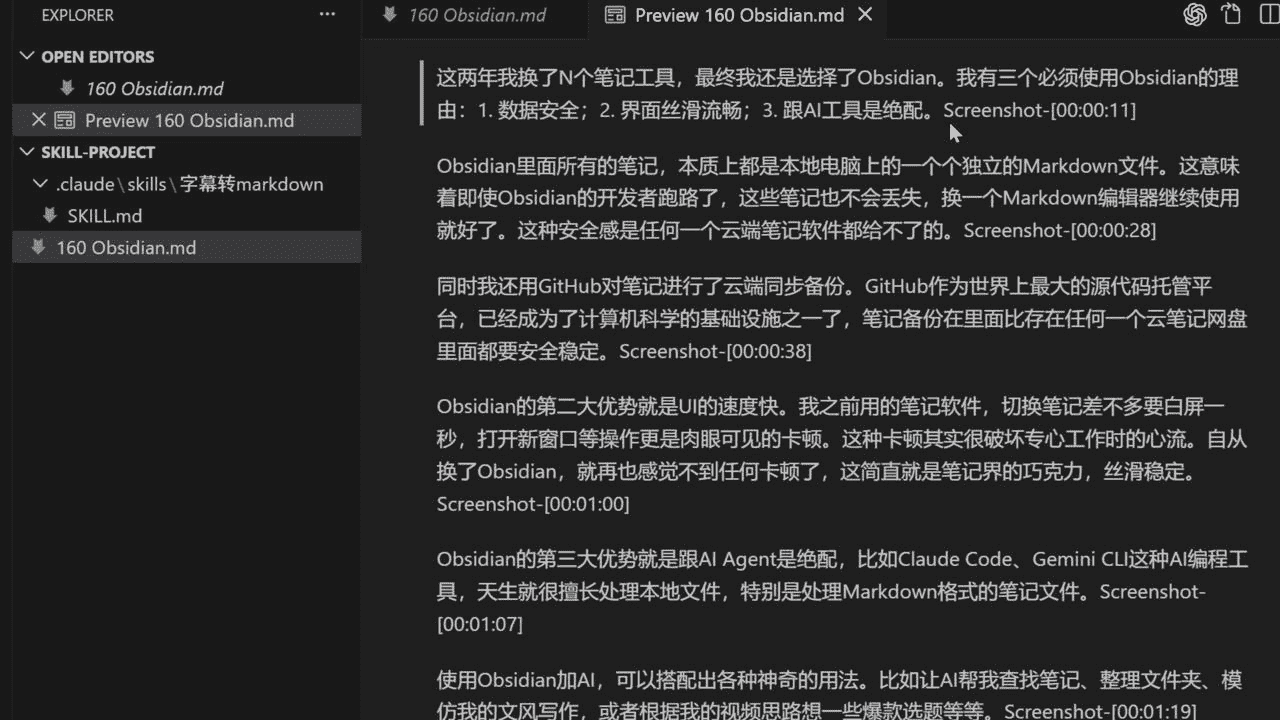 EXPLORER
···
OPEN EDITORS
160 Obsidian.md
Preview 160 Obsidian.md
SKILL-PROJECT
.claude\skills\字幕转markdown
SKILL.md
160 Obsidian.md
160 Obsidian.md
Preview 160 Obsidian.md
这两年我换了N个笔记工具，最终我还是选择了Obsidian。我有三个必须使用Obsidian的理
由：1. 数据安全；2. 界面丝滑流畅；3. 跟AI工具是绝配。Screenshot-[00:00:11]
Obsidian里面所有的笔记，本质上都是本地电脑上的一个个独立的Markdown文件。这意味
着即使Obsidian的开发者跑路了，这些笔记也不会丢失，换一个Markdown编辑器继续使用
就好了。这种安全感是任何一个云端笔记软件都给不了的。Screenshot-[00:00:28]
同时我还用GitHub对笔记进行了云端同步备份。GitHub作为世界上最大的源代码托管平
台，已经成为了计算机科学的基础设施之一了，笔记备份在里面比存在任何一个云笔记网盘
里面都要安全稳定。Screenshot-[00:00:38]
Obsidian的第二大优势就是UI的速度快。我之前用的笔记软件，切换笔记差不多要白屏一
秒，打开新窗口等操作更是肉眼可见的卡顿。这种卡顿其实很破坏专心工作时的心流。自从
换了Obsidian，就再也感觉不到任何卡顿了，这简直就是笔记界的巧克力，丝滑稳定。
Screenshot-[00:01:00]
Obsidian的第三大优势就是跟AI Agent是绝配，比如Claude Code、Gemini CLI这种AI编程工
具，天生就很擅长处理本地文件，特别是处理Markdown格式的笔记文件。Screenshot-
[00:01:07]
使用Obsidian加AI，可以搭配出各种神奇的用法。比如让AI帮我查找笔记、整理文件夹、模
仿我的文风写作，或者根据我的视频思路想一些爆款选题等等。Screenshot-[00:01:19]